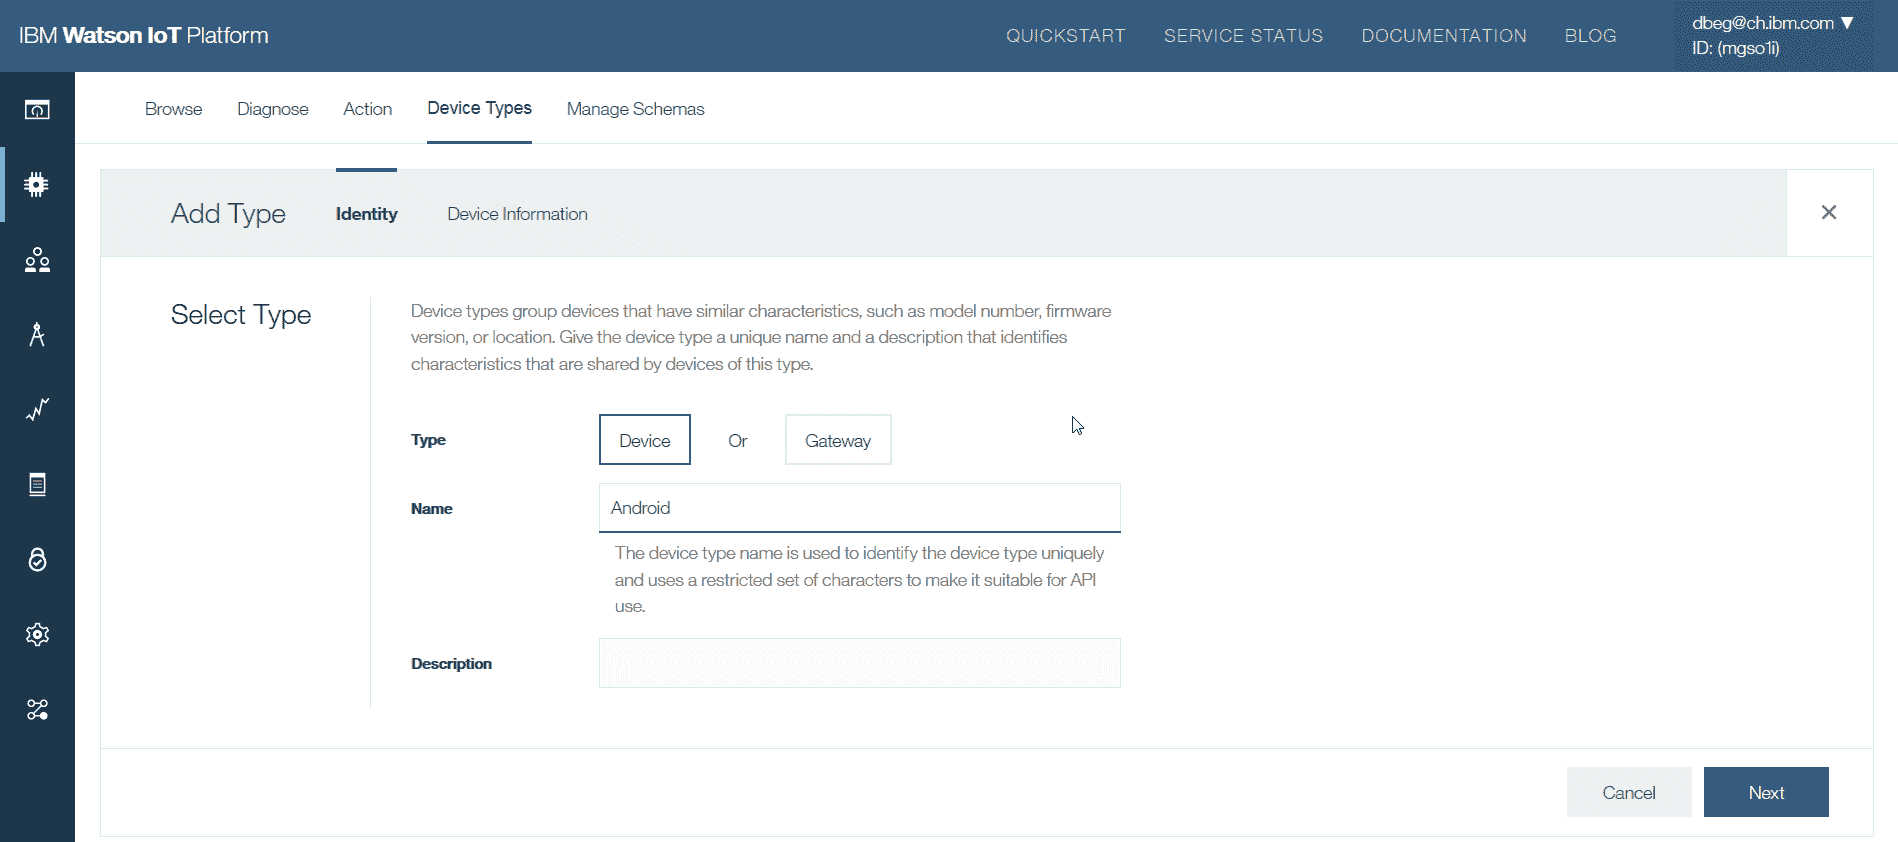 IBM Watson IoT Platform
QUICKSTART SERVICE STATUS DOCUMENTATION BLOG
dbeg@ch.ibm.com ▼
ID: (mgso1i)
Browse Diagnose Action Device Types Manage Schemas
Add Type Identity Device Information
Select Type
Device types group devices that have similar characteristics, such as model number, firmware
version, or location. Give the device type a unique name and a description that identifies
characteristics that are shared by devices of this type.
Type Device Or Gateway
Name Android
The device type name is used to identify the device type uniquely
and uses a restricted set of characters to make it suitable for API
use.
Description
Cancel Next